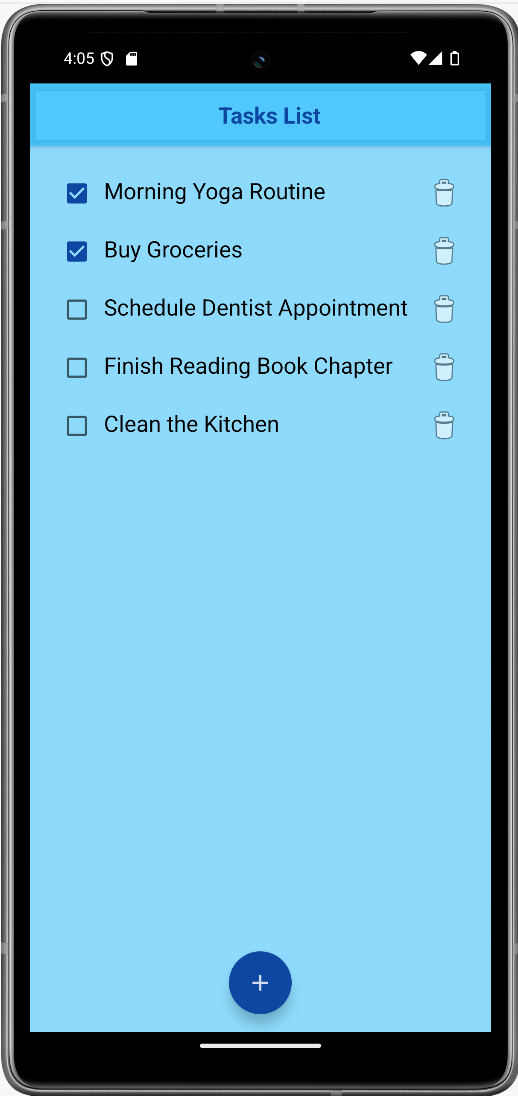 4:05
Tasks List
Morning Yoga Routine
Buy Groceries
Schedule Dentist Appointment
Finish Reading Book Chapter
Clean the Kitchen
+